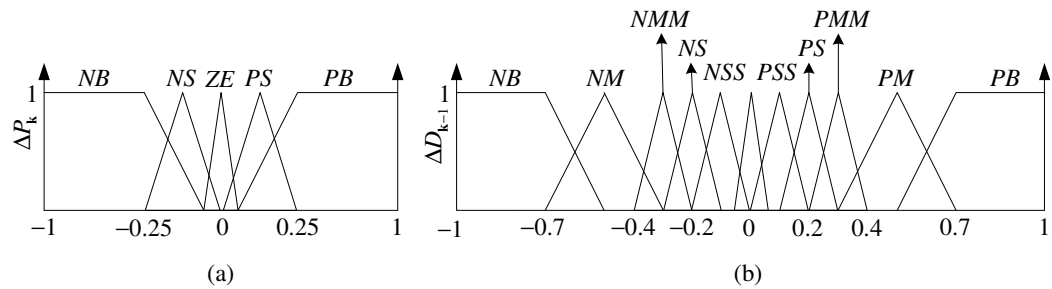 NB NS ZE PS PB
1
ΔP_k
−1 −0.25 0 0.25 1
(a)
NMM PMM
NS PS
NB NM NSS PSS PM PB
1
ΔD_{k−1}
−1 −0.7 −0.4 −0.2 0 0.2 0.4 0.7 1
(b)